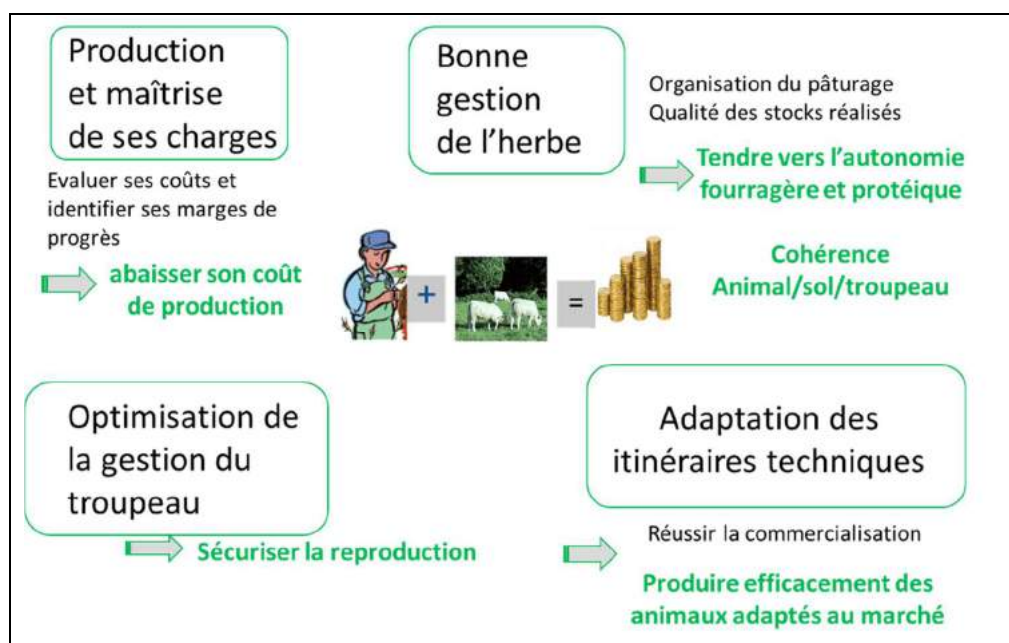 Production
et maîtrise
de ses charges
Evaluer ses coûts et
identifier ses marges de
progrès
abaisser son coût
de production
Bonne
gestion
de l'herbe
Organisation du pâturage
Qualité des stocks réalisés
Tendre vers l'autonomie
fourragère et protéique
Cohérence
Animal/sol/troupeau
+
=
Optimisation de
la gestion du
troupeau
Sécuriser la reproduction
Adaptation des
itinéraires techniques
Réussir la commercialisation
Produire efficacement des
animaux adaptés au marché